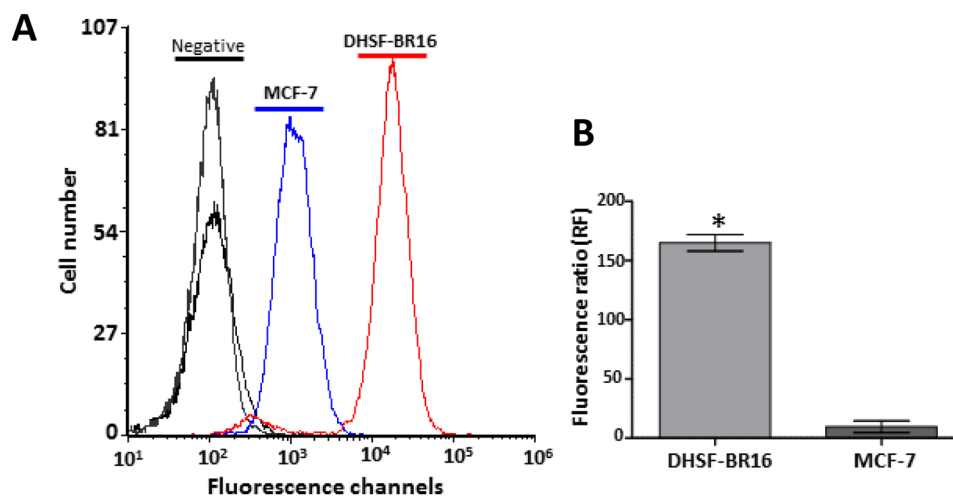 A
107
Negative
DHSF-BR16
MCF-7
81
54
27
0
Cell number
10¹ 10² 10³ 10⁴ 10⁵ 10⁶
Fluorescence channels
B
200
*
150
100
50
0
Fluorescence ratio (RF)
DHSF-BR16 MCF-7